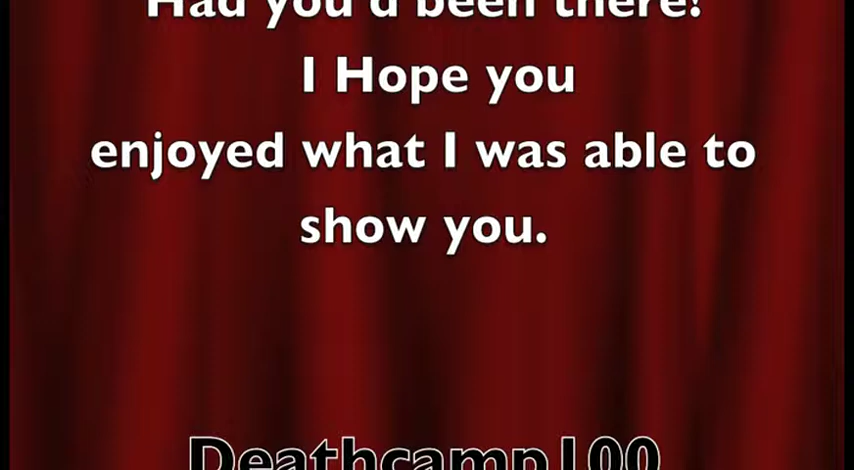 Had you'd been there!
I Hope you
enjoyed what I was able to
show you.
Deathcamp100